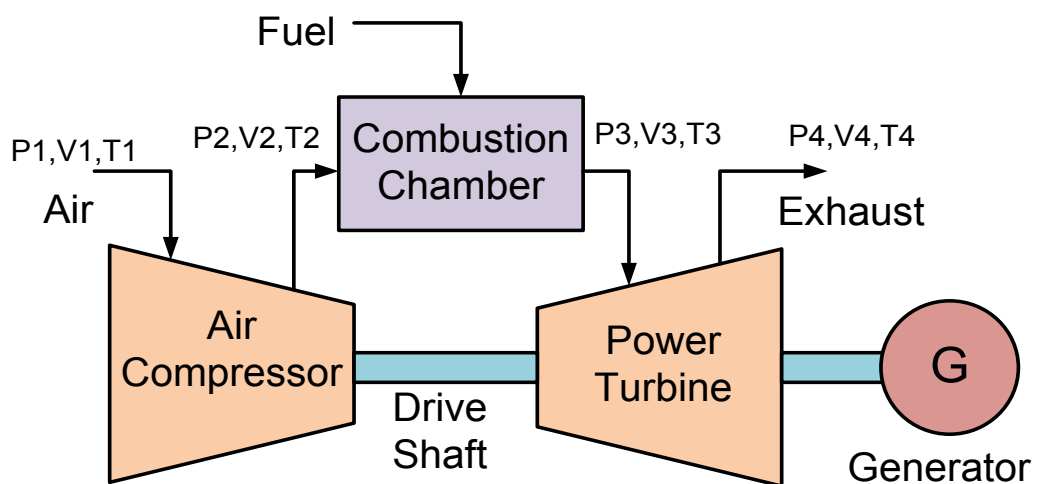 Fuel
P1,V1,T1
Air
P2,V2,T2
Combustion
Chamber
P3,V3,T3
P4,V4,T4
Exhaust
Air
Compressor
Drive
Shaft
Power
Turbine
G
Generator